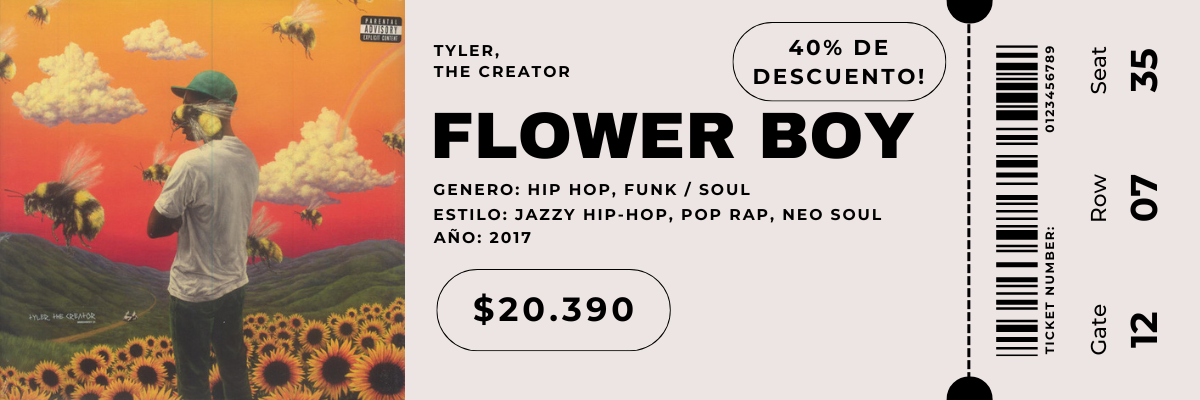 PARENTAL
ADVISORY
EXPLICIT CONTENT
TYLER, THE CREATOR
TYLER,
THE CREATOR
40% DE
DESCUENTO!
FLOWER BOY
GENERO: HIP HOP, FUNK / SOUL
ESTILO: JAZZY HIP-HOP, POP RAP, NEO SOUL
AÑO: 2017
$20.390
TICKET NUMBER:
0123456789
Gate
12
Row
07
Seat
35